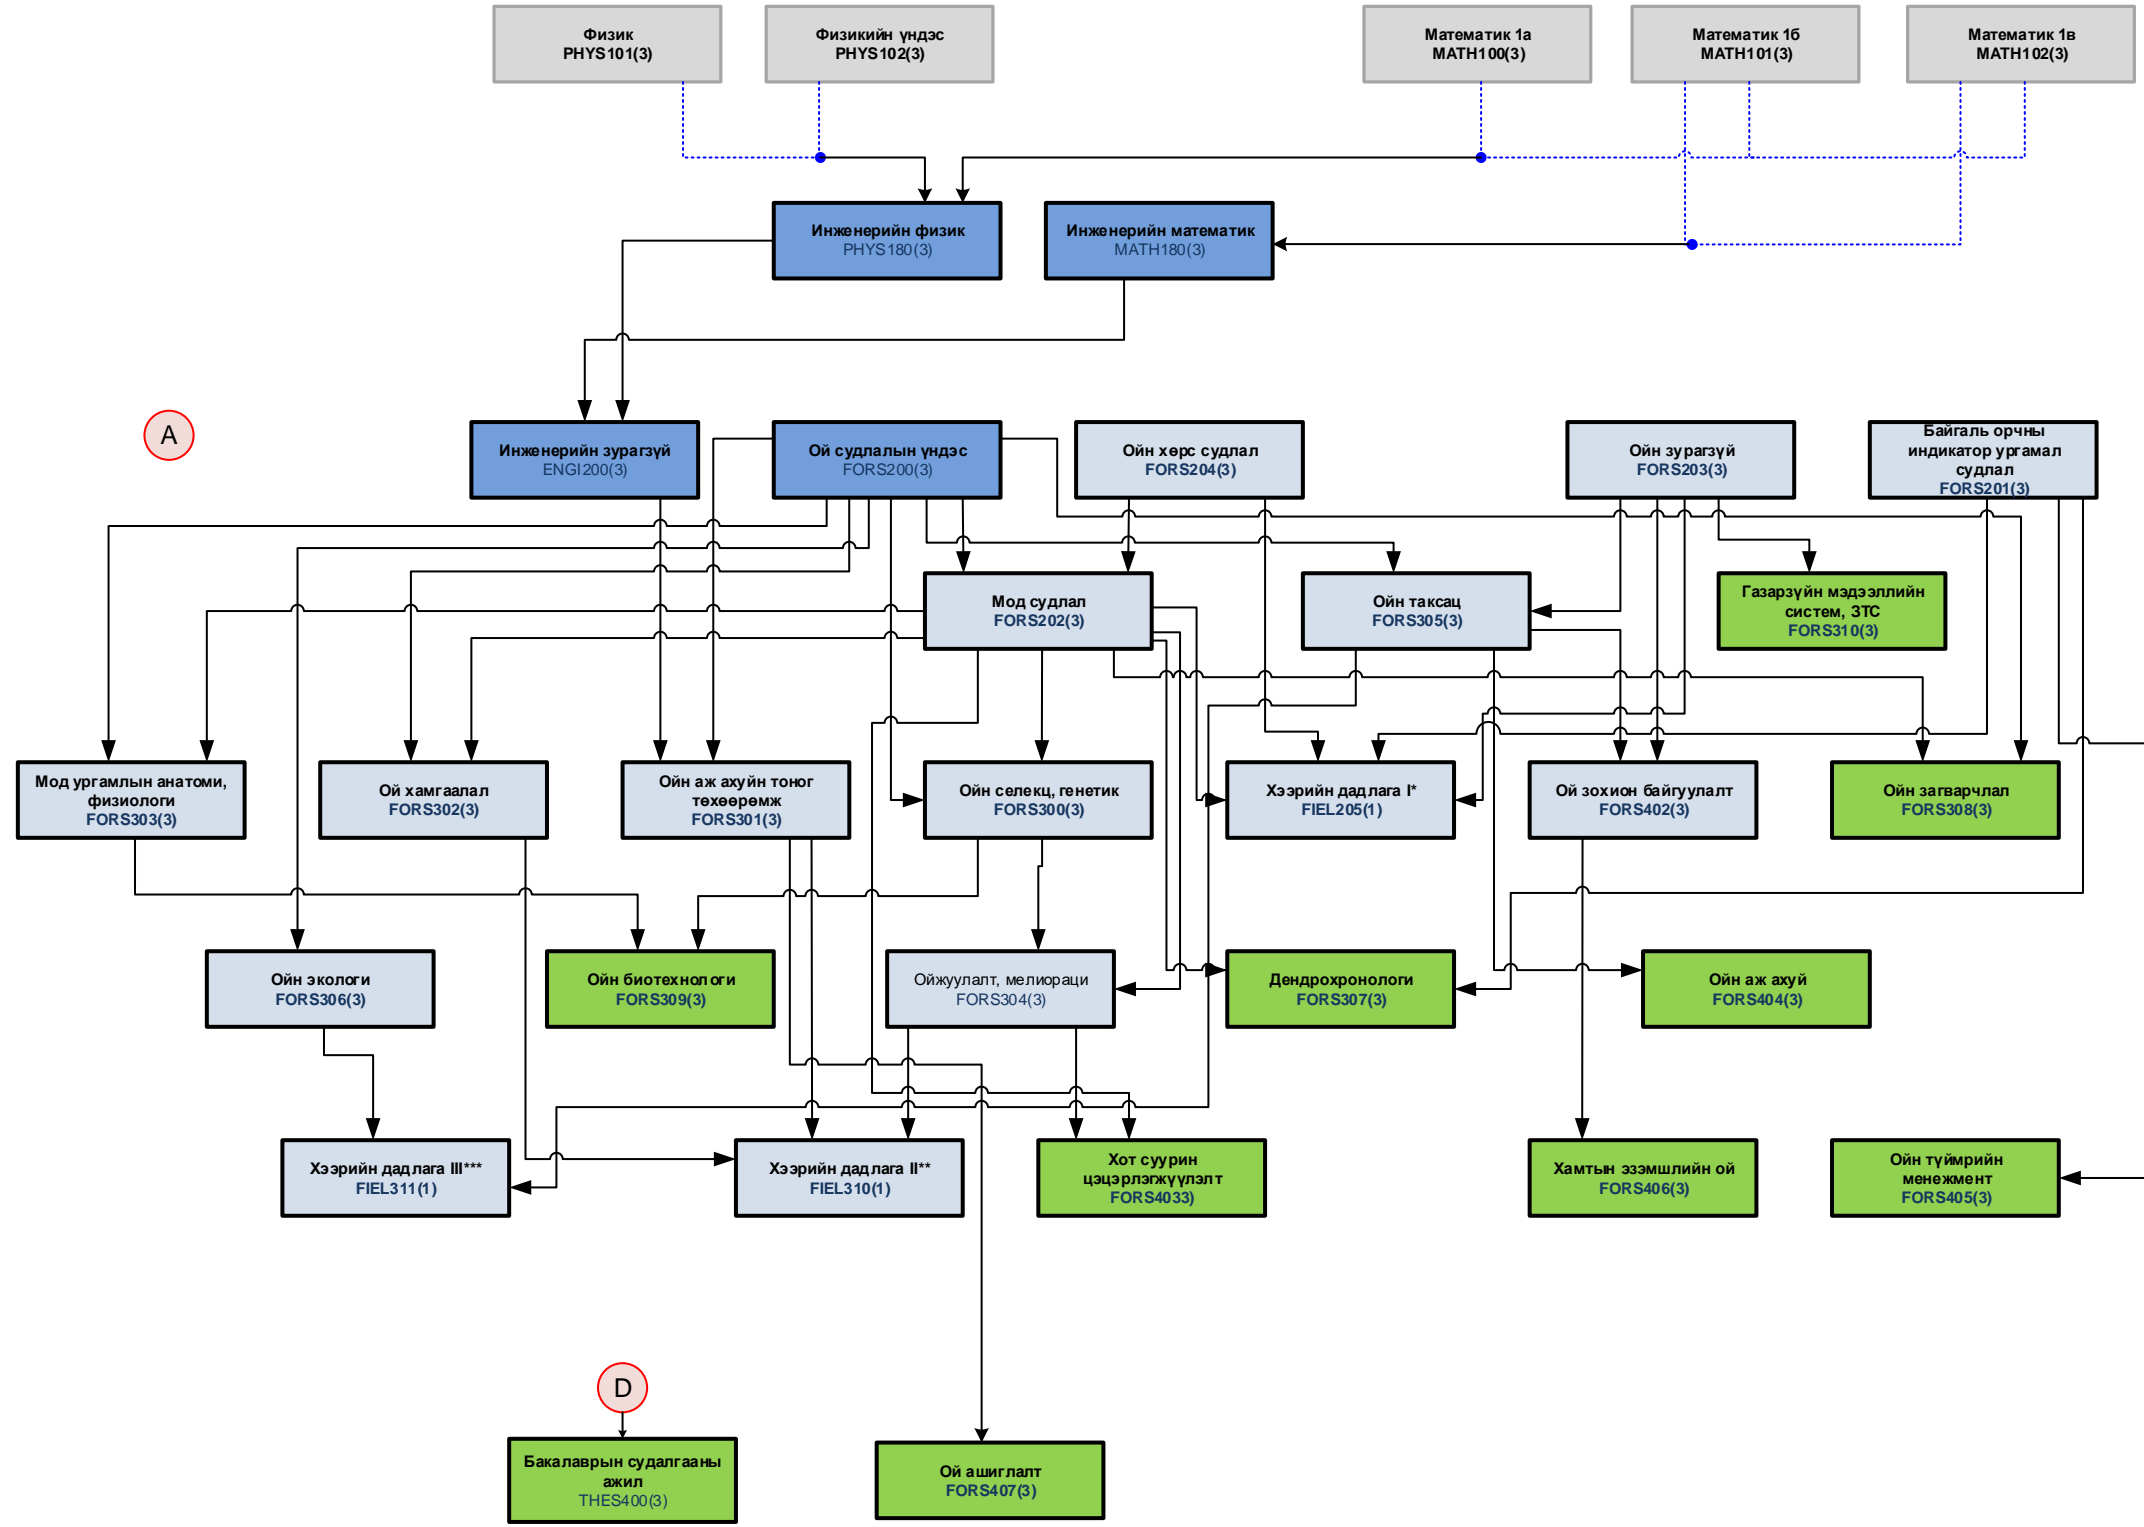 Физик
PHYS101(3)
Физикийн үндэс
PHYS102(3)
Математик 1а
MATH100(3)
Математик 1б
MATH101(3)
Математик 1в
MATH102(3)
Инженерийн физик
PHYS180(3)
Инженерийн математик
MATH180(3)
A
Инженерийн зурагзүй
ENGI200(3)
Ой судлалын үндэс
FORS200(3)
Ойн хөрс судлал
FORS204(3)
Ойн зурагзүй
FORS203(3)
Байгаль орчны
индикатор ургамал
судлал
FORS201(3)
Мод судлал
FORS202(3)
Ойн таксац
FORS305(3)
Газарзүйн мэдээллийн
систем, ЗТС
FORS310(3)
Мод ургамлын анатоми,
физиологи
FORS303(3)
Ой хамгаалал
FORS302(3)
Ойн аж ахуйн тоног
төхөөрөмж
FORS301(3)
Ойн селекц, генетик
FORS300(3)
Хээрийн дадлага I*
FIEL205(1)
Ой зохион байгуулалт
FORS402(3)
Ойн загварчлал
FORS308(3)
Ойн экологи
FORS306(3)
Ойн биотехнологи
FORS309(3)
Ойжуулалт, мелиораци
FORS304(3)
Дендрохронологи
FORS307(3)
Ойн аж ахуй
FORS404(3)
Хээрийн дадлага III***
FIEL311(1)
Хээрийн дадлага II**
FIEL310(1)
Хот суурин
цэцэрлэгжүүлэлт
FORS4033)
Хамтын эзэмшлийн ой
FORS406(3)
Ойн түймрийн
менежмент
FORS405(3)
D
Бакалаврын судалгааны
ажил
THES400(3)
Ой ашиглалт
FORS407(3)